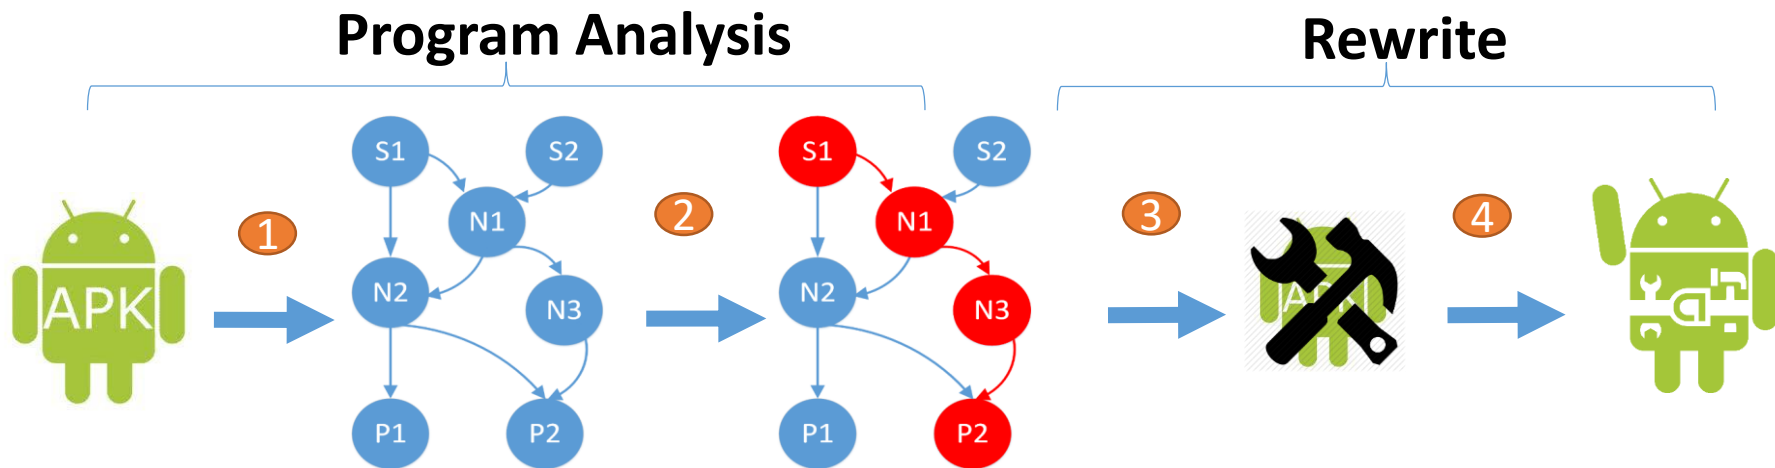 Program Analysis
Rewrite
APK
1
S1
S2
N1
N2
N3
P1
P2
2
S1
S2
N1
N2
N3
P1
P2
3
APK
4